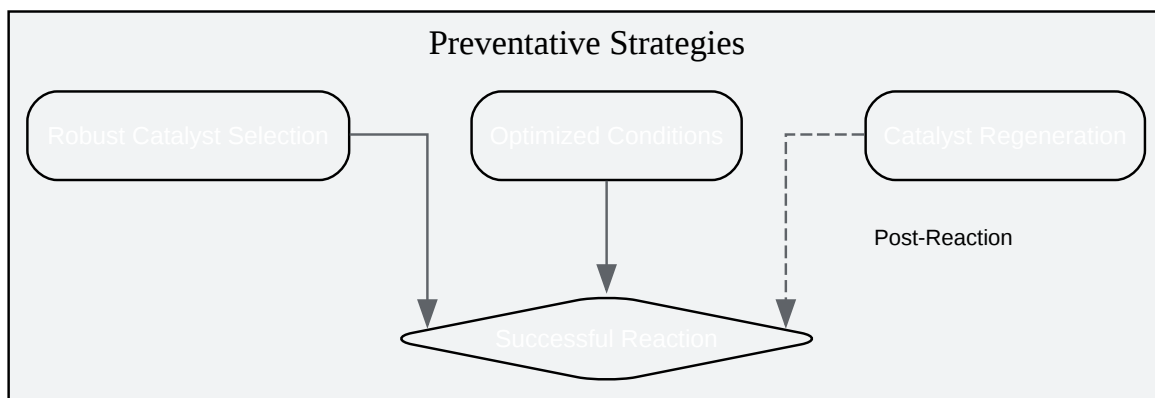 Preventative Strategies
Robust Catalyst Selection
Optimized Conditions
Catalyst Regeneration
Post-Reaction
Successful Reaction